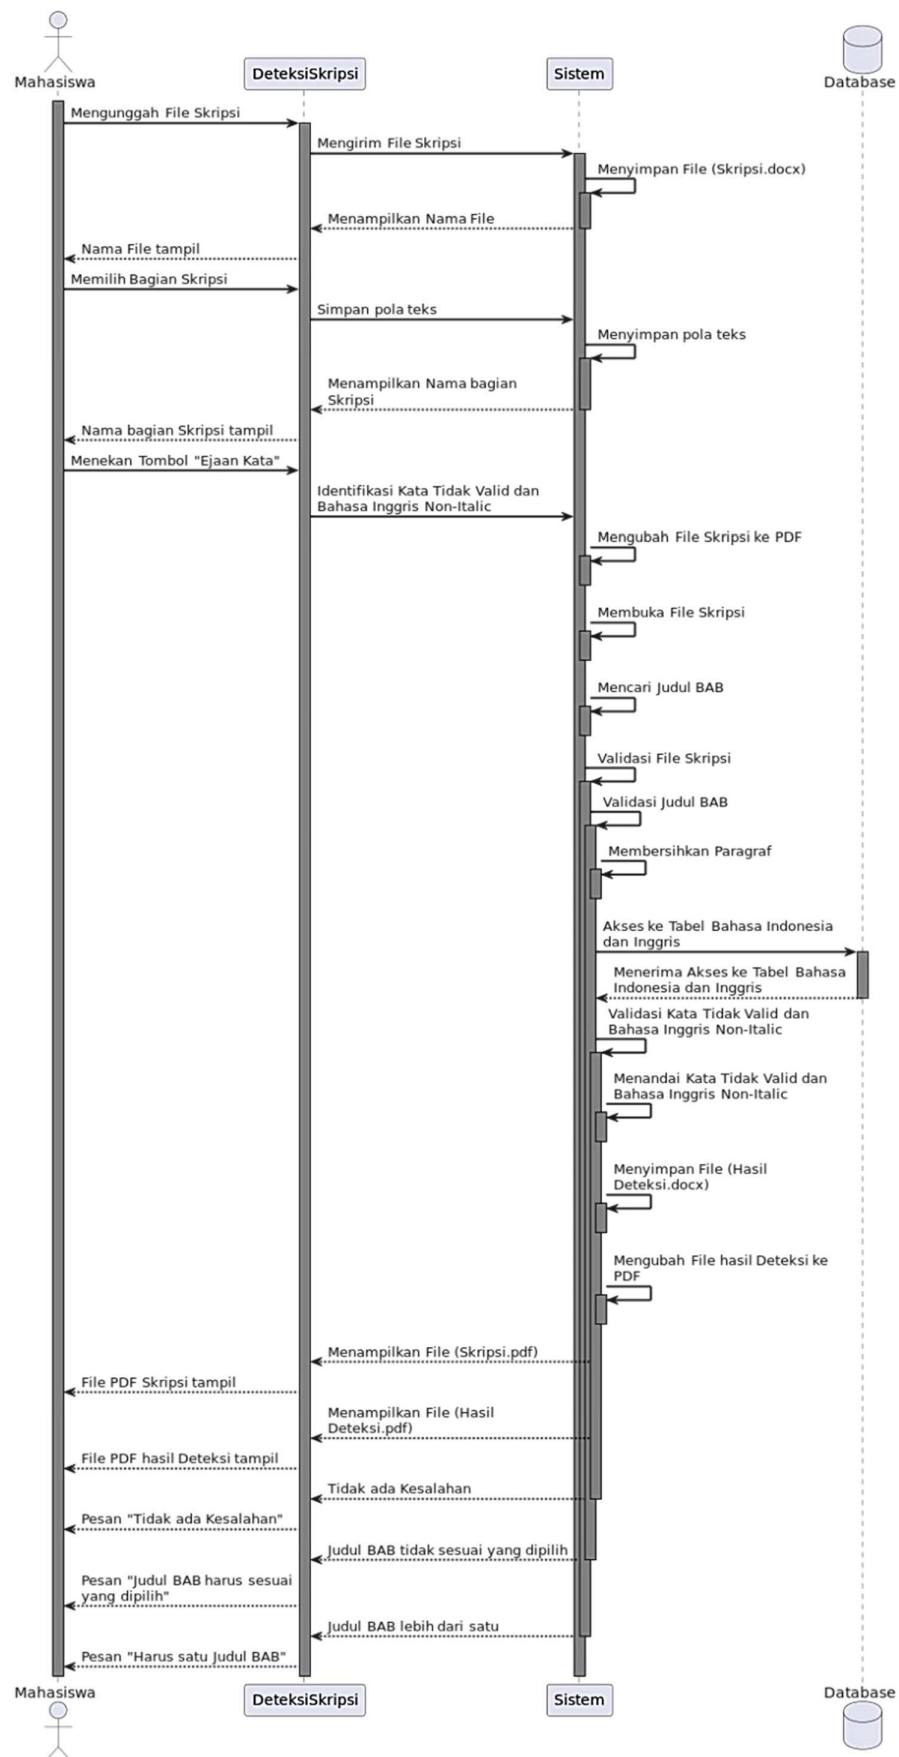 Mahasiswa
DeteksiSkripsi
Sistem
Database
Mengunggah File Skripsi
Mengirim File Skripsi
Menyimpan File (Skripsi.docx)
Menampilkan Nama File
Nama File tampil
Memilih Bagian Skripsi
Simpan pola teks
Menyimpan pola teks
Menampilkan Nama bagian
Skripsi
Nama bagian Skripsi tampil
Menekan Tombol "Ejaan Kata"
Identifikasi Kata Tidak Valid dan
Bahasa Inggris Non-Italic
Mengubah File Skripsi ke PDF
Membuka File Skripsi
Mencari Judul BAB
Validasi File Skripsi
Validasi Judul BAB
Membersihkan Paragraf
Akses ke Tabel Bahasa Indonesia
dan Inggris
Menerima Akses ke Tabel Bahasa
Indonesia dan Inggris
Validasi Kata Tidak Valid dan
Bahasa Inggris Non-Italic
Menandai Kata Tidak Valid dan
Bahasa Inggris Non-Italic
Menyimpan File (Hasil
Deteksi.docx)
Mengubah File hasil Deteksi ke
PDF
Menampilkan File (Skripsi.pdf)
File PDF Skripsi tampil
Menampilkan File (Hasil
Deteksi.pdf)
File PDF hasil Deteksi tampil
Tidak ada Kesalahan
Pesan "Tidak ada Kesalahan"
Judul BAB tidak sesuai yang dipilih
Pesan "Judul BAB harus sesuai
yang dipilih"
Judul BAB lebih dari satu
Pesan "Harus satu Judul BAB"
Mahasiswa
DeteksiSkripsi
Sistem
Database